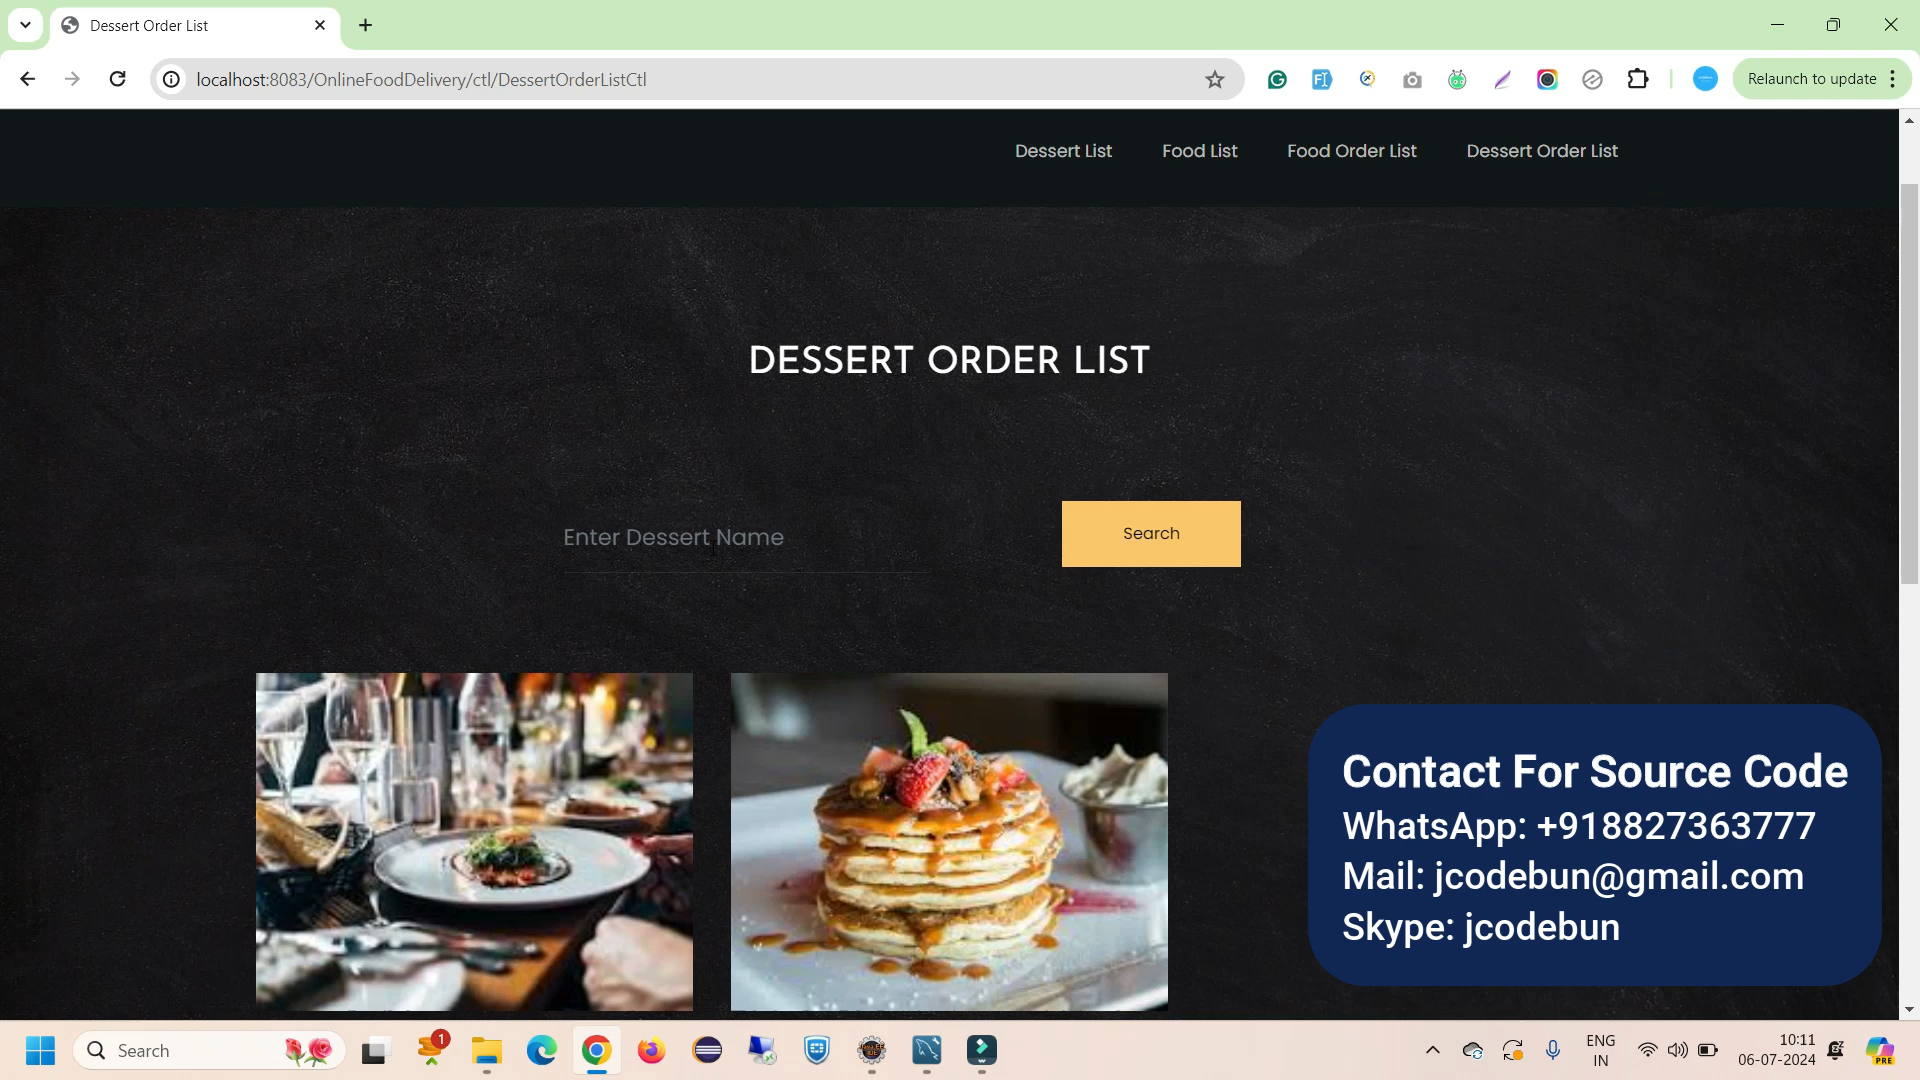 Dessert Order List
localhost:8083/OnlineFoodDelivery/ctl/DessertOrderListCtl
Relaunch to update
Dessert List
Food List
Food Order List
Dessert Order List
DESSERT ORDER LIST
Enter Dessert Name
Search
Contact For Source Code
WhatsApp: +918827363777
Mail: jcodebun@gmail.com
Skype: jcodebun
Search
1
ENG
IN
10:11
06-07-2024
PRE